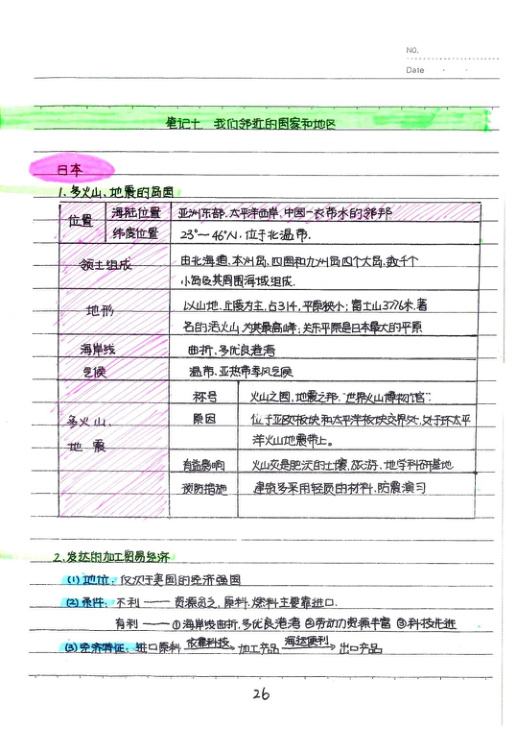 NO.
Date
笔记十 我们邻近的国家和地区
日本
1、多火山、地震的岛国
位置 海陆位置 亚洲东部、太平洋西岸、中国一衣带水的邻邦
纬度位置 23°—46°N、位于北温带.
领土组成 由北海道、本州岛、四国和九州岛四个大岛、数千个
小岛及其周围海域组成.
地形 以山地、丘陵为主,占3/4,平原狭小;富士山3776米、著
名的活火山,为其最高峰;关东平原是日本最大的平原
海岸线 曲折、多优良港湾
气候 温带、亚热带季风气候
多火山、地震 称号 火山之国、地震之邦、"世界火山博物馆".
原因 位于亚欧板块和太平洋板块交界处,处于环太平
洋火山地震带上。
有益影响 火山灰是肥沃的土壤、旅游、地学科研基地
预防措施 建筑多采用轻质的材料、防震演习
2、发达的加工贸易经济
(1) 地位: 仅次于美国的经济强国
(2) 条件: 不利 —— 资源贫乏、原料、燃料主要靠进口.
有利 —— ①海岸线曲折,多优良港湾 ②劳动力资源丰富 ③科技先进
(3) 经济特征: 进口原料 依靠科技→ 加工产品 海运便利→ 出口产品
26